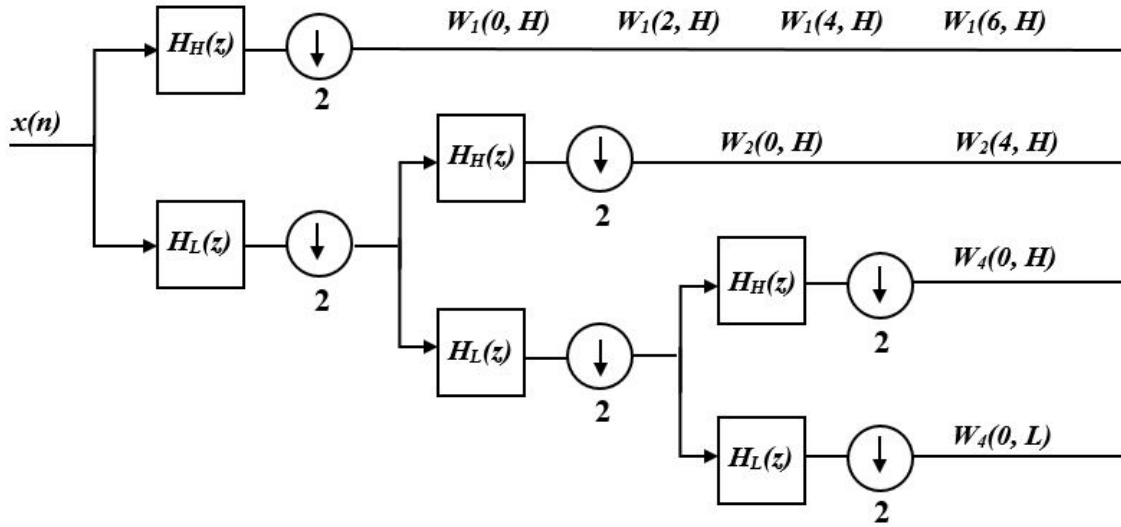 W₁(0, H) W₁(2, H) W₁(4, H) W₁(6, H)
H_H(z) ↓
2
x(n)
H_H(z) ↓ W₂(0, H) W₂(4, H)
2
H_L(z) ↓
2
H_H(z) ↓ W₄(0, H)
2
H_L(z) ↓
2
H_L(z) ↓ W₄(0, L)
2